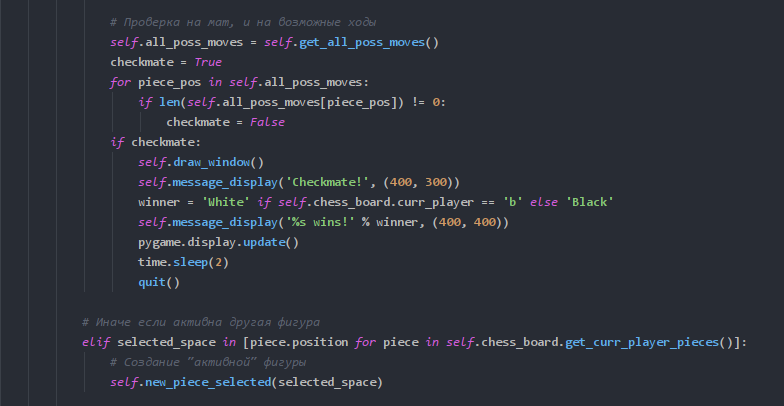 # Проверка на мат, и на возможные ходы
self.all_poss_moves = self.get_all_poss_moves()
checkmate = True
for piece_pos in self.all_poss_moves:
if len(self.all_poss_moves[piece_pos]) != 0:
checkmate = False
if checkmate:
self.draw_window()
self.message_display('Checkmate!', (400, 300))
winner = 'White' if self.chess_board.curr_player == 'b' else 'Black'
self.message_display('%s wins!' % winner, (400, 400))
pygame.display.update()
time.sleep(2)
quit()
# Иначе если активна другая фигура
elif selected_space in [piece.position for piece in self.chess_board.get_curr_player_pieces()]:
# Создание "активной" фигуры
self.new_piece_selected(selected_space)